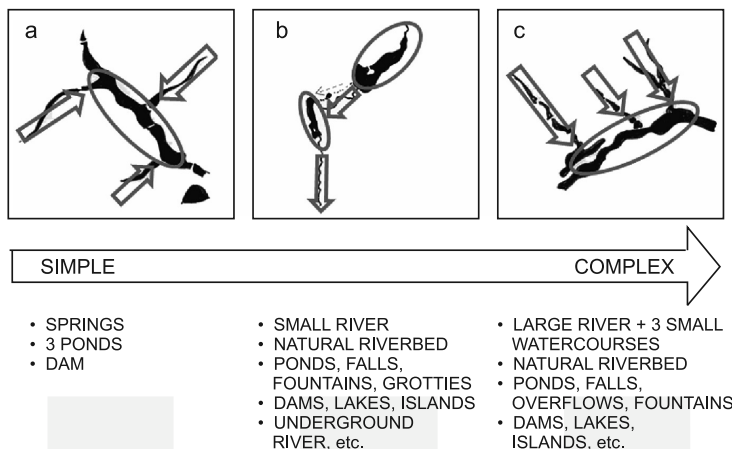 a
b
c
SIMPLE
COMPLEX
• SPRINGS
• 3 PONDS
• DAM
• SMALL RIVER
• NATURAL RIVERBED
• PONDS, FALLS,
FOUNTAINS, GROTTIES
• DAMS, LAKES, ISLANDS
• UNDERGROUND
RIVER, etc.
• LARGE RIVER + 3 SMALL
WATERCOURSES
• NATURAL RIVERBED
• PONDS, FALLS,
OVERFLOWS, FOUNTAINS
• DAMS, LAKES,
ISLANDS, etc.